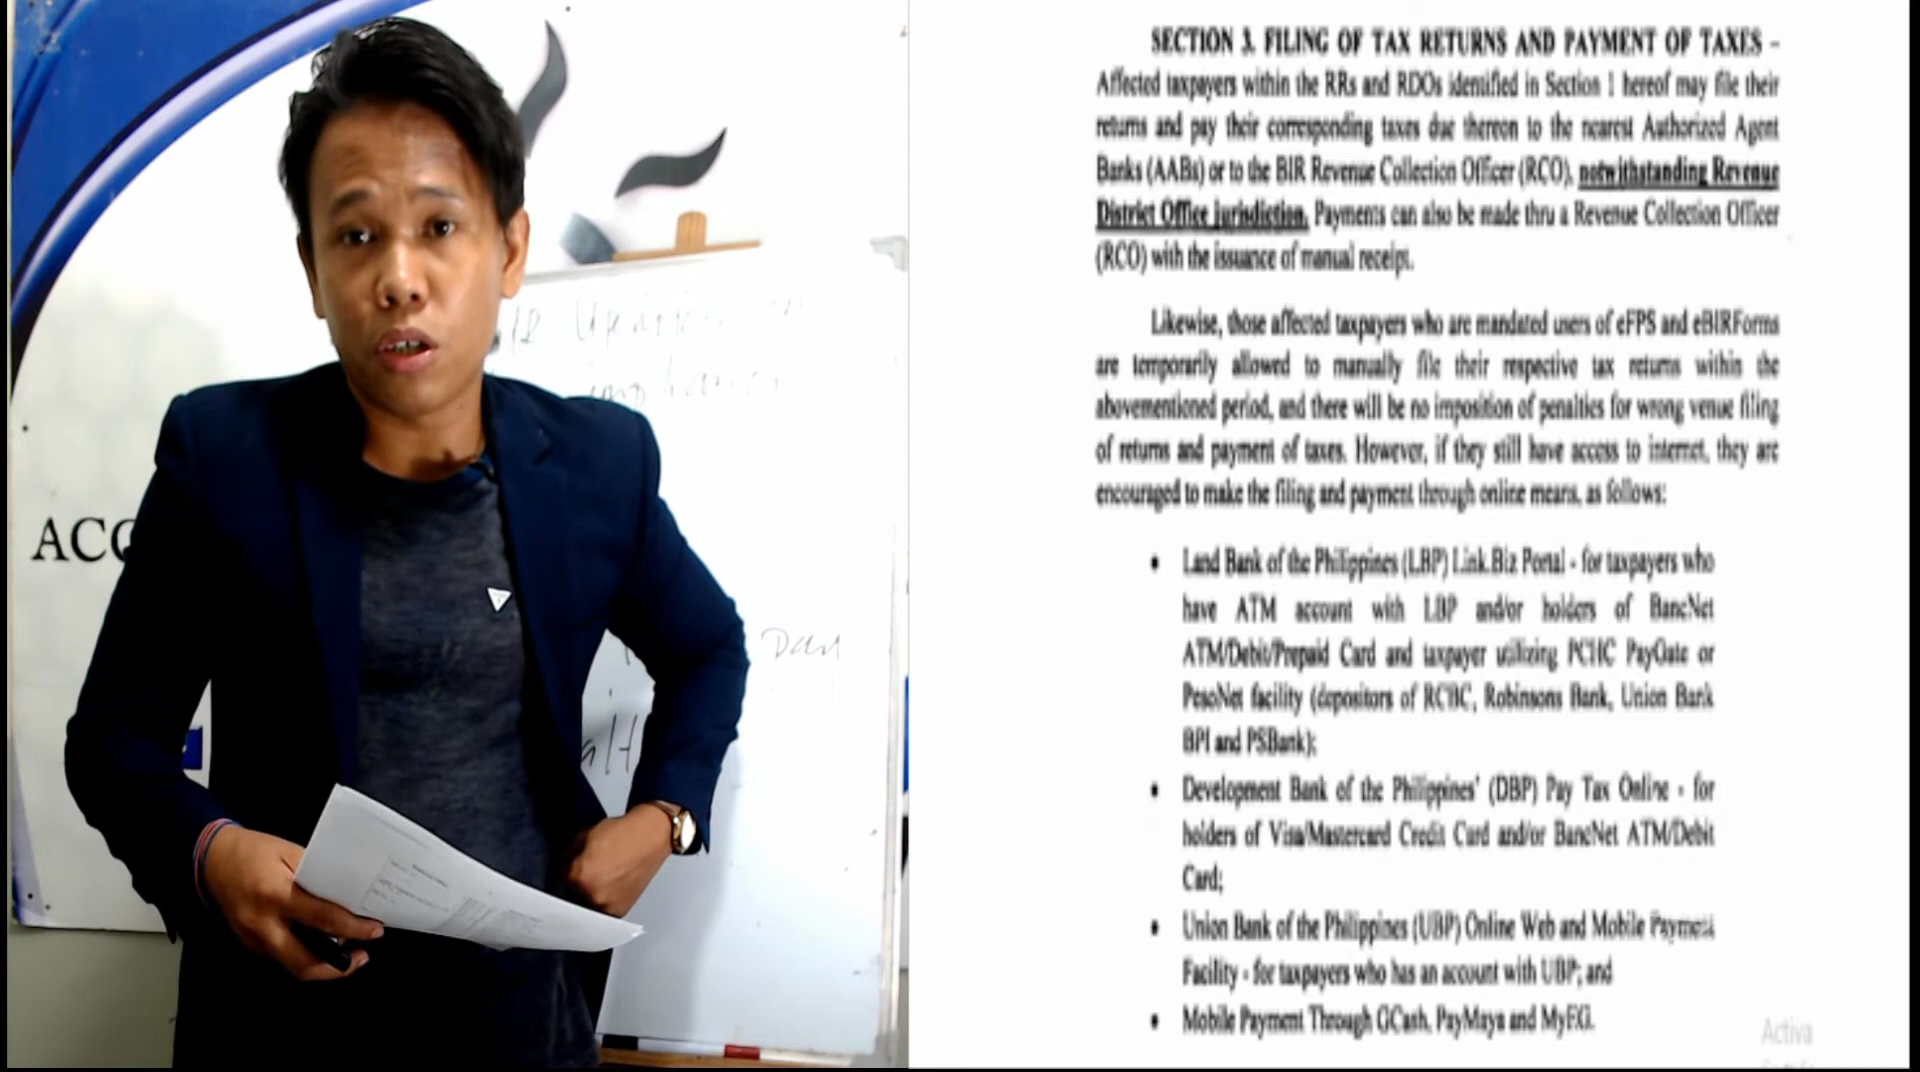 ACC
Updates on
Day
SECTION 3. FILING OF TAX RETURNS AND PAYMENT OF TAXES –
Affected taxpayers within the RRs and RDOs identified in Section 1 hereof may file their
returns and pay their corresponding taxes due thereon to the nearest Authorized Agent
Banks (AABs) or to the BIR Revenue Collection Officer (RCO), notwithstanding Revenue
District Office jurisdiction. Payments can also be made thru a Revenue Collection Officer
(RCO) with the issuance of manual receipt.
Likewise, those affected taxpayers who are mandated users of eFPS and eBIRForms
are temporarily allowed to manually file their respective tax returns within the
abovementioned period, and there will be no imposition of penalties for wrong venue filing
of returns and payment of taxes. However, if they still have access to internet, they are
encouraged to make the filing and payment through online means, as follows:
• Land Bank of the Philippines (LBP) Link.Biz Portal - for taxpayers who
have ATM account with LBP and/or holders of BancNet
ATM/Debit/Prepaid Card and taxpayer utilizing PCHC PayGate or
PesoNet facility (depositors of RCBC, Robinsons Bank, Union Bank
BPI and PSBank);
• Development Bank of the Philippines' (DBP) Pay Tax Online - for
holders of Visa/Mastercard Credit Card and/or BancNet ATM/Debit
Card;
• Union Bank of the Philippines (UBP) Online Web and Mobile Payment
Facility - for taxpayers who has an account with UBP; and
• Mobile Payment Through GCash, PayMaya and MyEG.
Activa